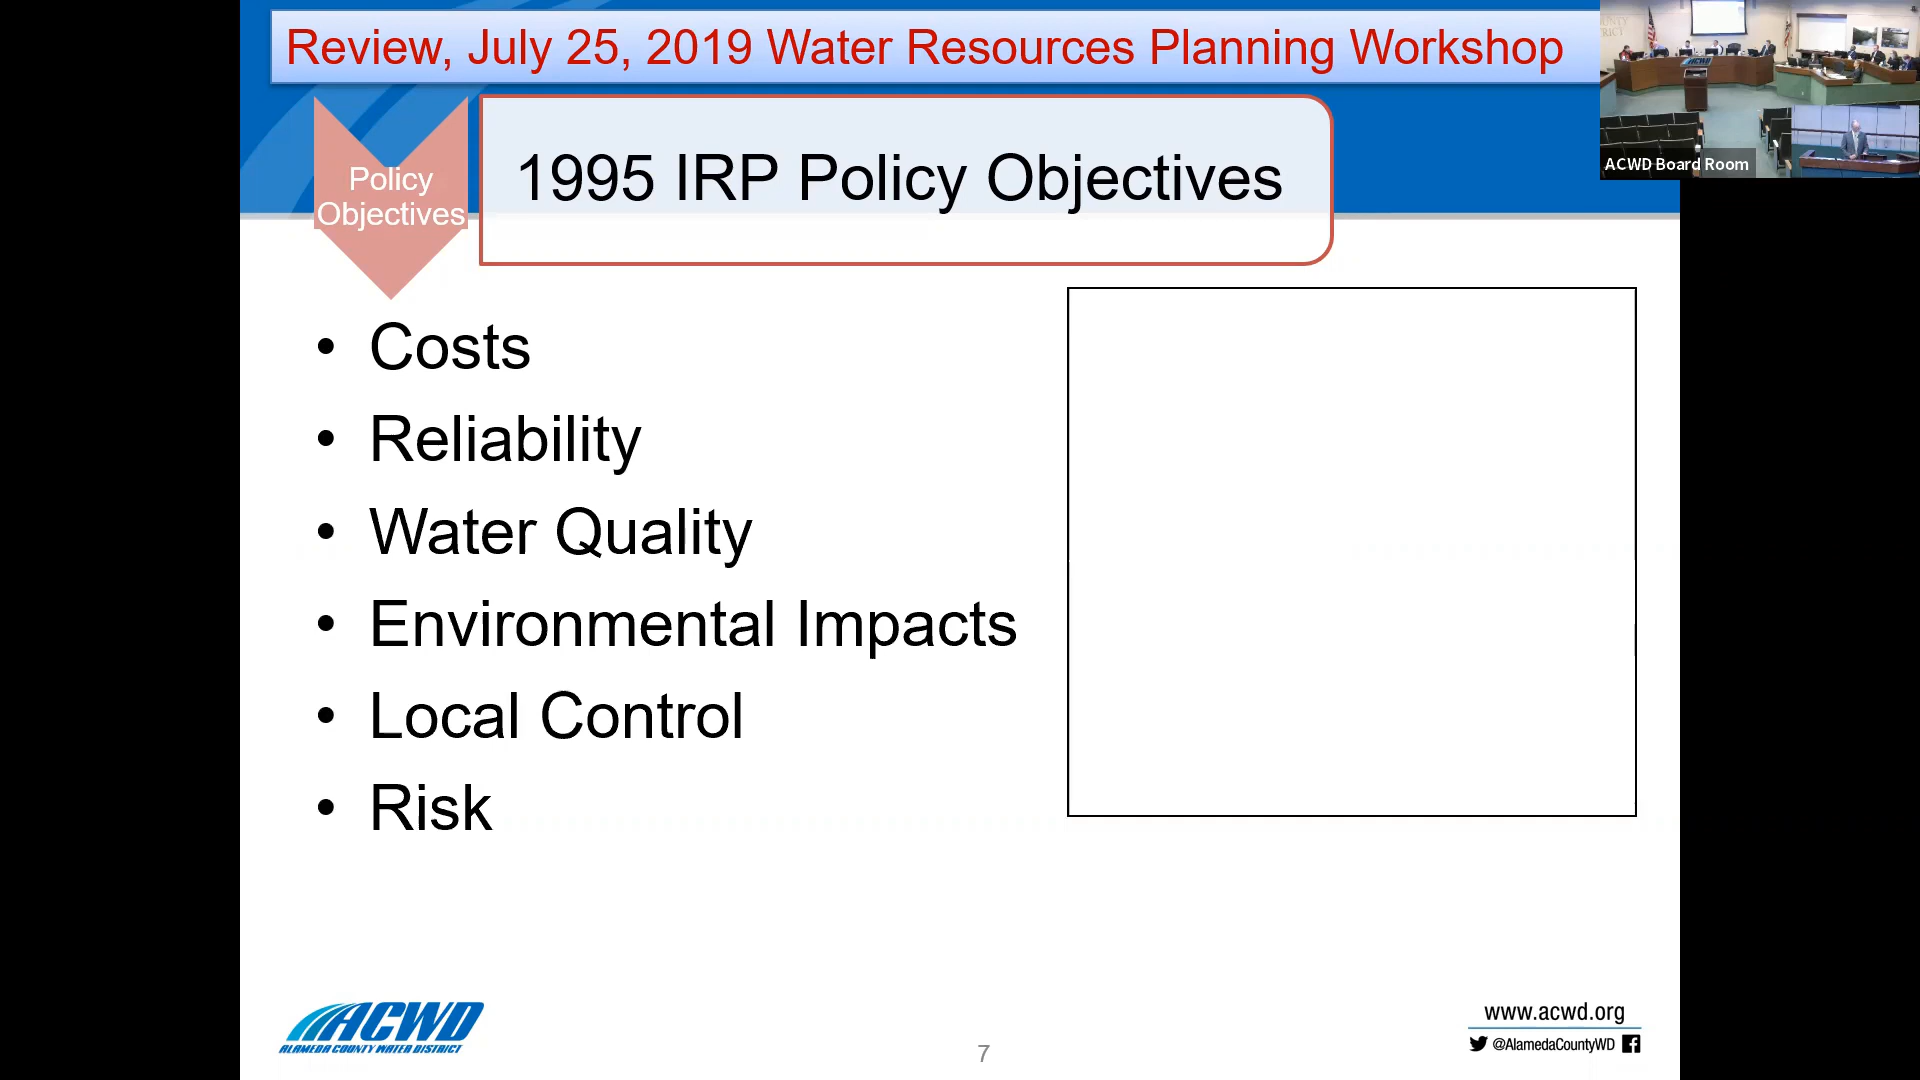 Review, July 25, 2019 Water Resources Planning Workshop
Policy
Objectives
1995 IRP Policy Objectives
ACWD Board Room
• Costs
• Reliability
• Water Quality
• Environmental Impacts
• Local Control
• Risk
ACWD
ALAMEDA COUNTY WATER DISTRICT
7
www.acwd.org
@AlamedaCountyWD